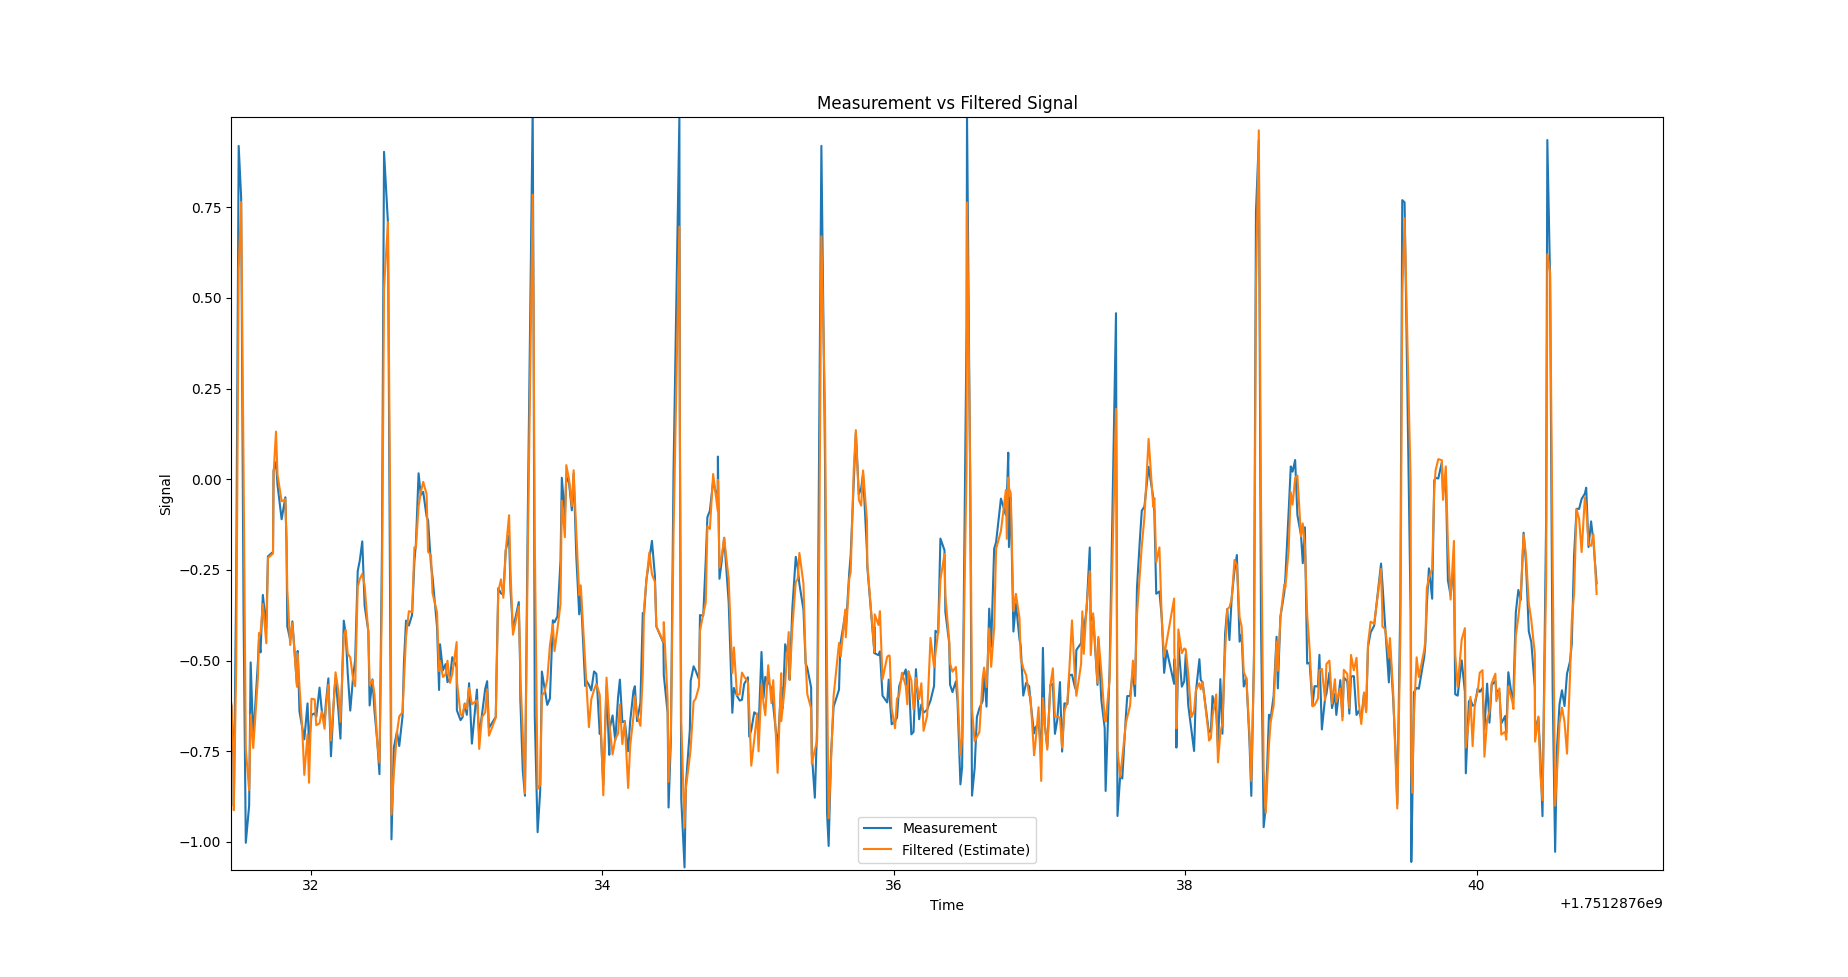 Measurement vs Filtered Signal
Signal
0.75
0.50
0.25
0.00
−0.25
−0.50
−0.75
−1.00
Measurement
Filtered (Estimate)
32 34 36 38 40
Time
+1.7512876e9